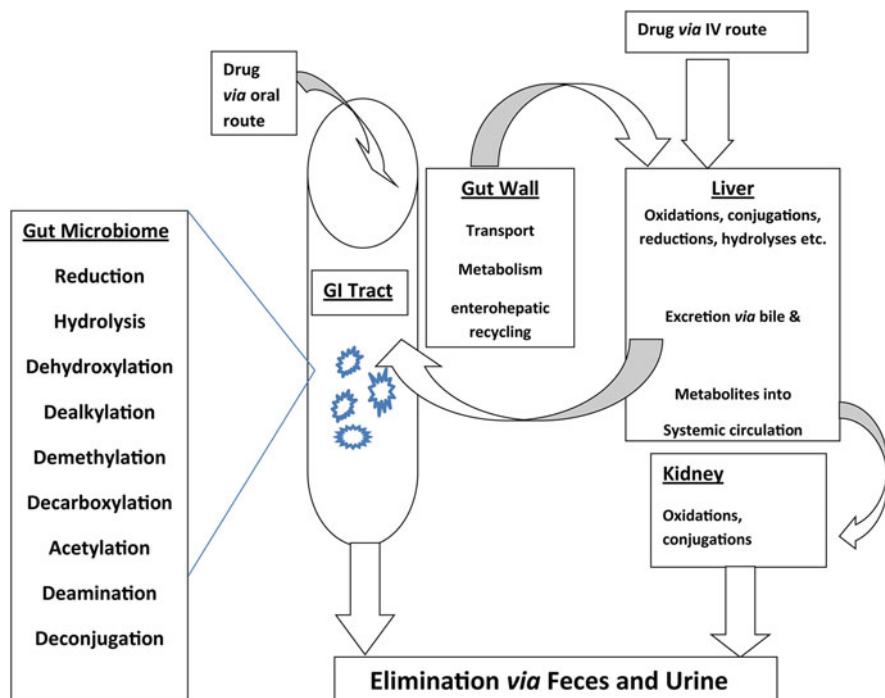 Drug via IV route
Drug
via oral
route
Gut Microbiome
Reduction
Hydrolysis
Dehydroxylation
Dealkylation
Demethylation
Decarboxylation
Acetylation
Deamination
Deconjugation
GI Tract
Gut Wall
Transport
Metabolism
enterohepatic
recycling
Liver
Oxidations, conjugations,
reductions, hydrolyses etc.
Excretion via bile &
Metabolites into
Systemic circulation
Kidney
Oxidations,
conjugations
Elimination via Feces and Urine